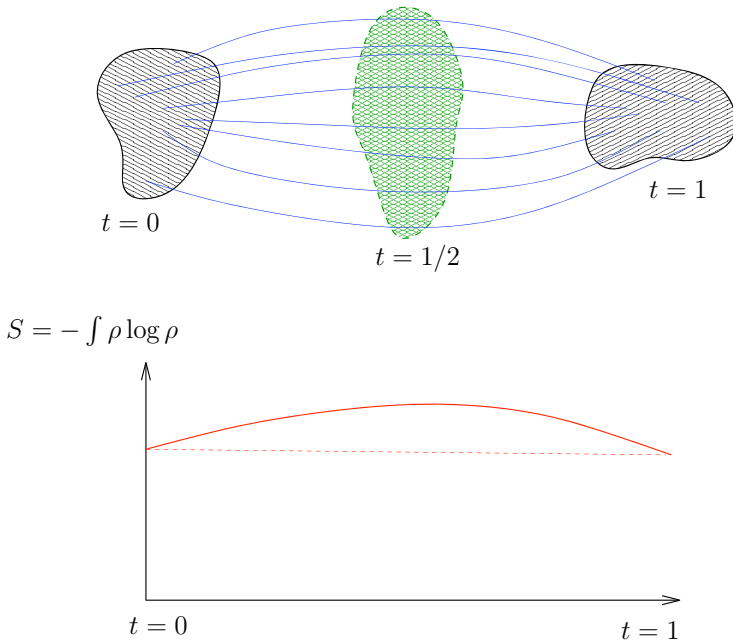 t = 0
t = 1
t = 1/2
S = − ∫ ρ log ρ
t = 0
t = 1